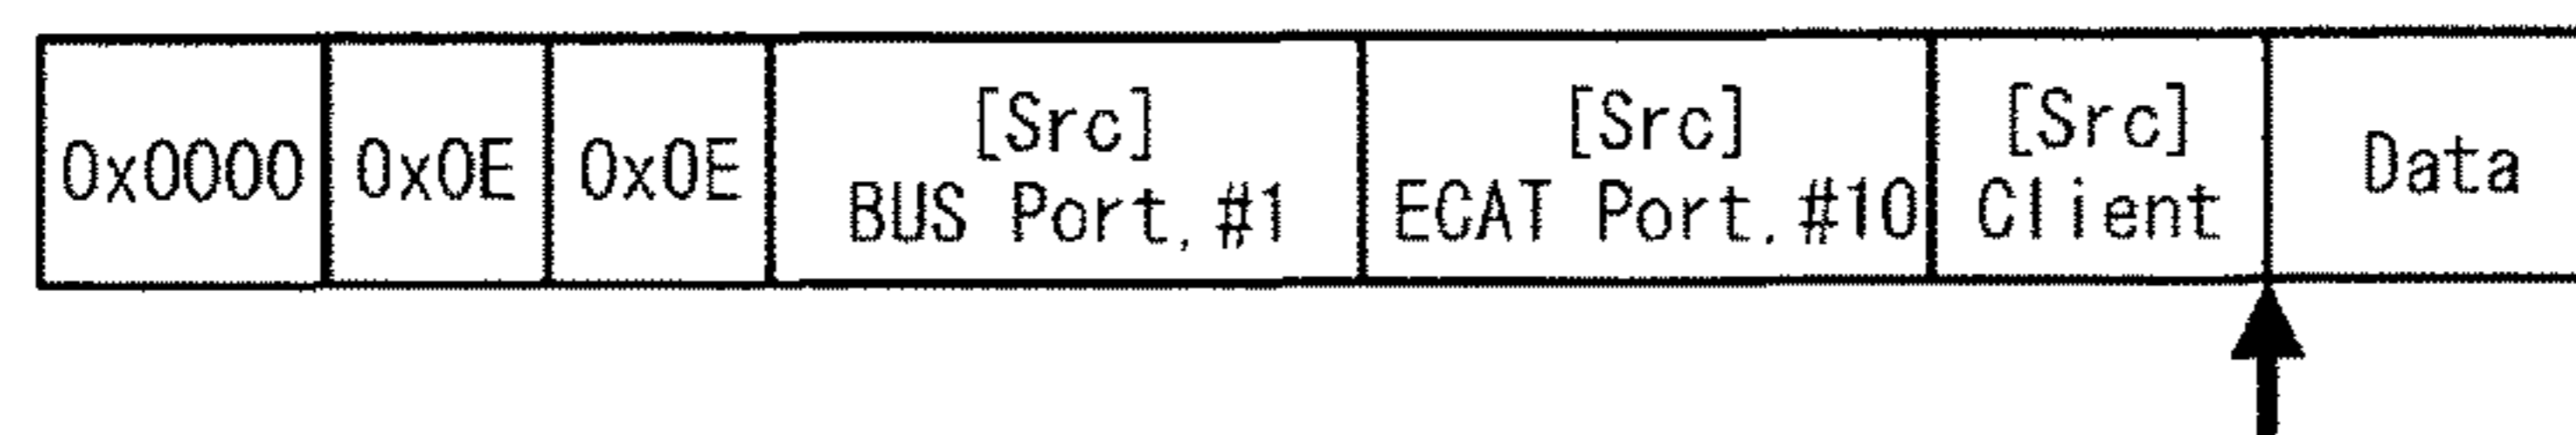 0x0000 0x0E 0x0E [Src] BUS Port,#1 [Src] ECAT Port.#10 [Src] Client Data